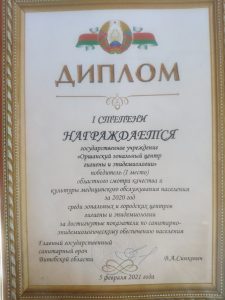 ДИПЛОМ
I СТЕПЕНИ
НАГРАЖДАЕТСЯ
государственное учреждение
«Оршанский зональный центр
гигиены и эпидемиологии»
победитель (I место)
областного смотра качества и
культуры медицинского обслуживания населения
за 2020 год
среди зональных и городских центров
гигиены и эпидемиологии
за достигнутые показатели по санитарно-
эпидемиологическому обеспечению населения
Главный государственный
санитарный врач
Витебской области
В.А.Синкевич
5 февраля 2021 года